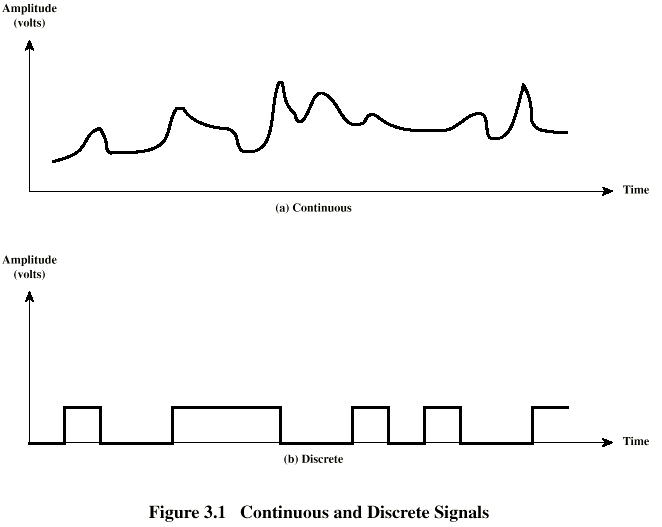 Amplitude
(volts)
Time
(a) Continuous
Amplitude
(volts)
Time
(b) Discrete
Figure 3.1 Continuous and Discrete Signals